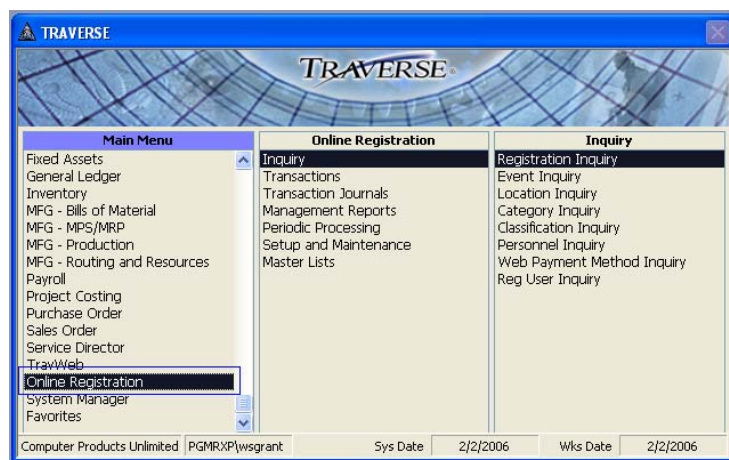 TRAVERSE
TRAVERSE
Main Menu
Fixed Assets
General Ledger
Inventory
MFG - Bills of Material
MFG - MPS/MRP
MFG - Production
MFG - Routing and Resources
Payroll
Project Costing
Purchase Order
Sales Order
Service Director
TravWeb
Online Registration
System Manager
Favorites
Online Registration
Inquiry
Transactions
Transaction Journals
Management Reports
Periodic Processing
Setup and Maintenance
Master Lists
Inquiry
Registration Inquiry
Event Inquiry
Location Inquiry
Category Inquiry
Classification Inquiry
Personnel Inquiry
Web Payment Method Inquiry
Reg User Inquiry
Computer Products Unlimited PGMRXP\wsgrant Sys Date 2/2/2006 Wks Date 2/2/2006